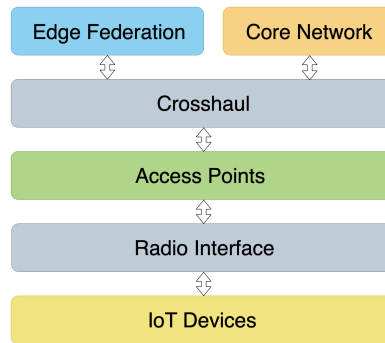 Edge Federation
Core Network
Crosshaul
Access Points
Radio Interface
IoT Devices